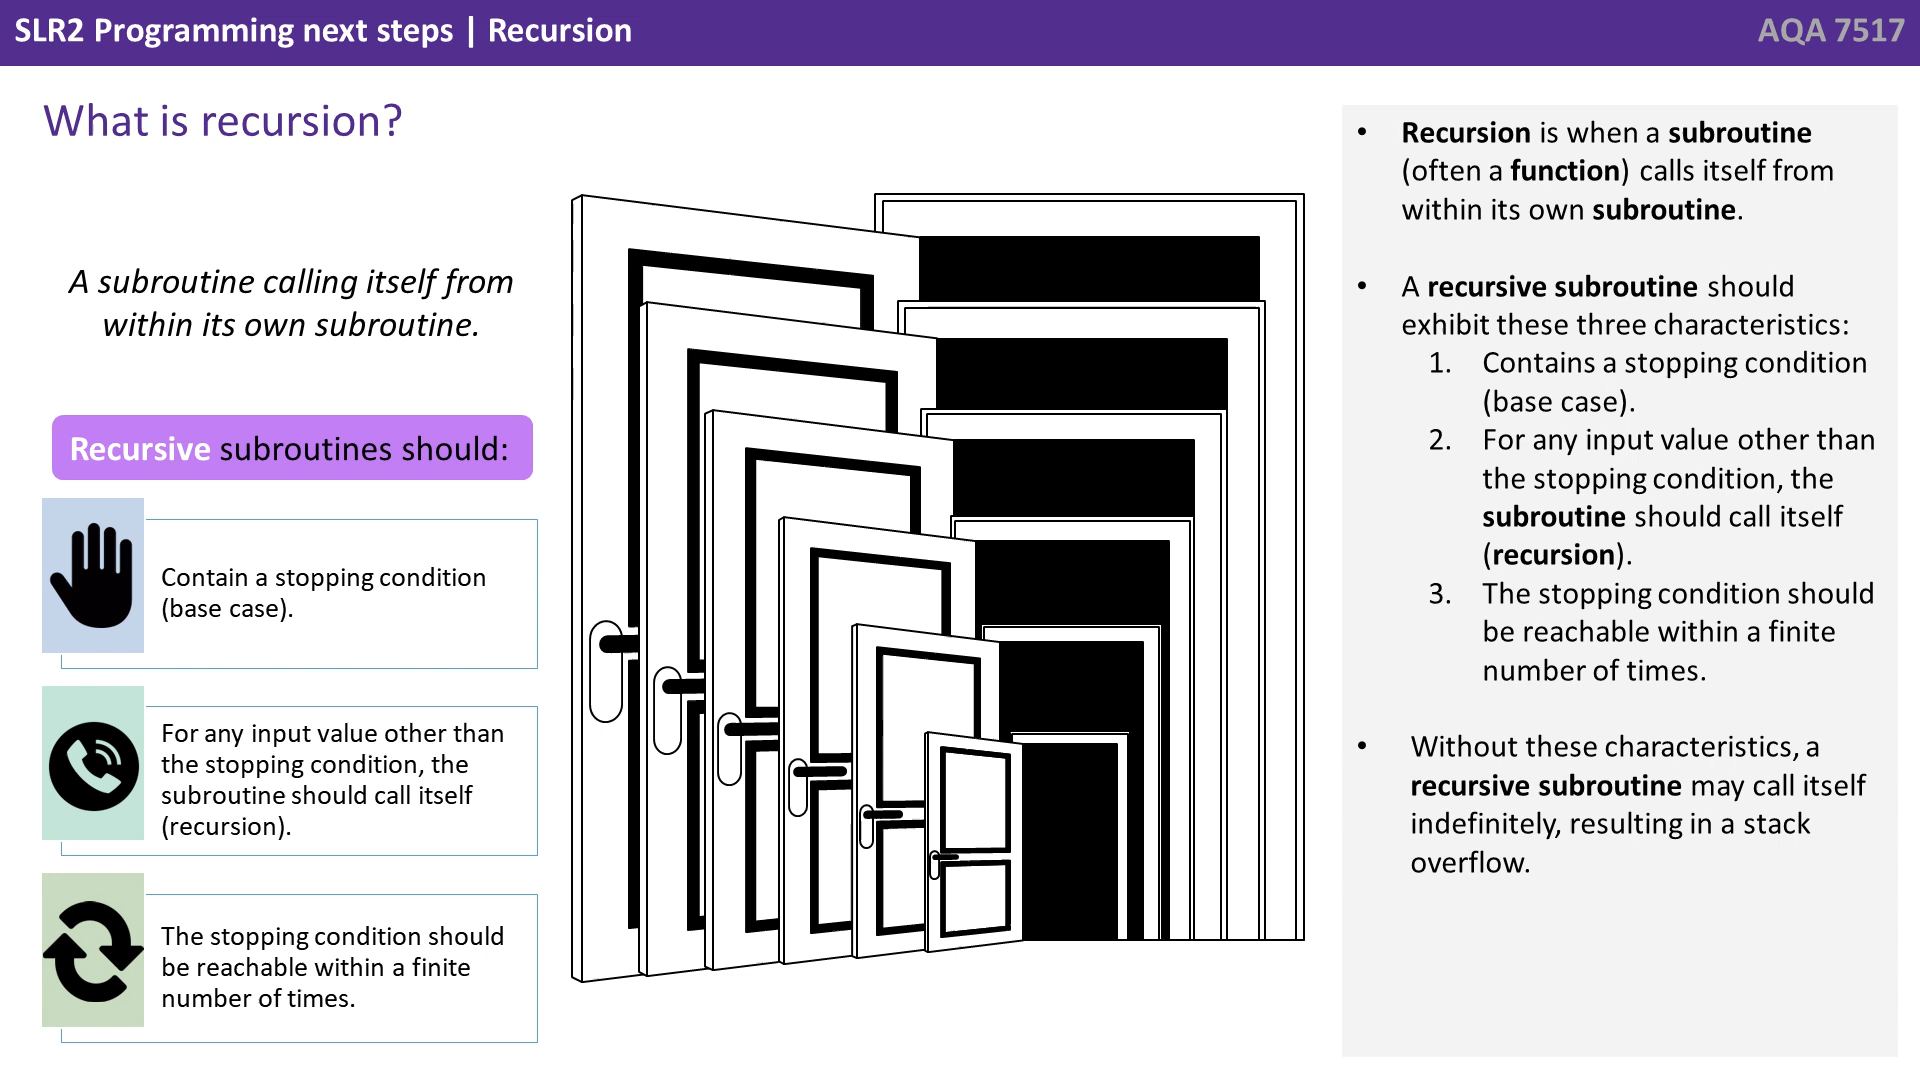 SLR2 Programming next steps | Recursion
AQA 7517
What is recursion?
A subroutine calling itself from
within its own subroutine.
Recursive subroutines should:
Contain a stopping condition
(base case).
For any input value other than
the stopping condition, the
subroutine should call itself
(recursion).
The stopping condition should
be reachable within a finite
number of times.
• Recursion is when a subroutine
(often a function) calls itself from
within its own subroutine.
• A recursive subroutine should
exhibit these three characteristics:
1. Contains a stopping condition
(base case).
2. For any input value other than
the stopping condition, the
subroutine should call itself
(recursion).
3. The stopping condition should
be reachable within a finite
number of times.
• Without these characteristics, a
recursive subroutine may call itself
indefinitely, resulting in a stack
overflow.